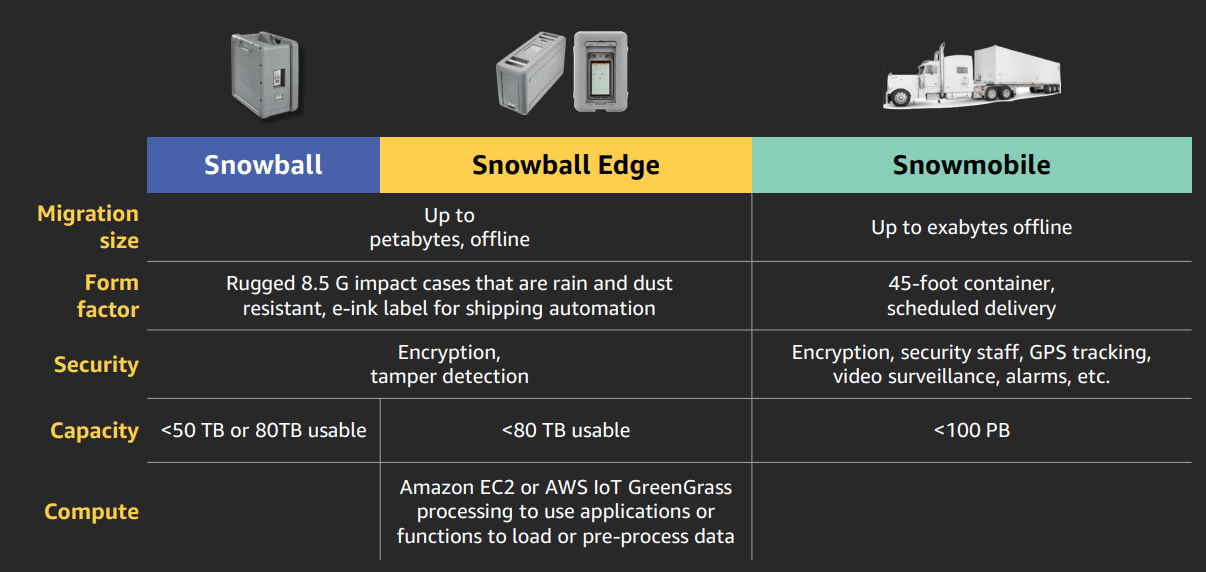 Snowball
Snowball Edge
Snowmobile
Migration
size
Up to
petabytes, offline
Up to exabytes offline
Form
factor
Rugged 8.5 G impact cases that are rain and dust
resistant, e-ink label for shipping automation
45-foot container,
scheduled delivery
Security
Encryption,
tamper detection
Encryption, security staff, GPS tracking,
video surveillance, alarms, etc.
Capacity
<50 TB or 80TB usable
<80 TB usable
<100 PB
Compute
Amazon EC2 or AWS IoT GreenGrass
processing to use applications or
functions to load or pre-process data